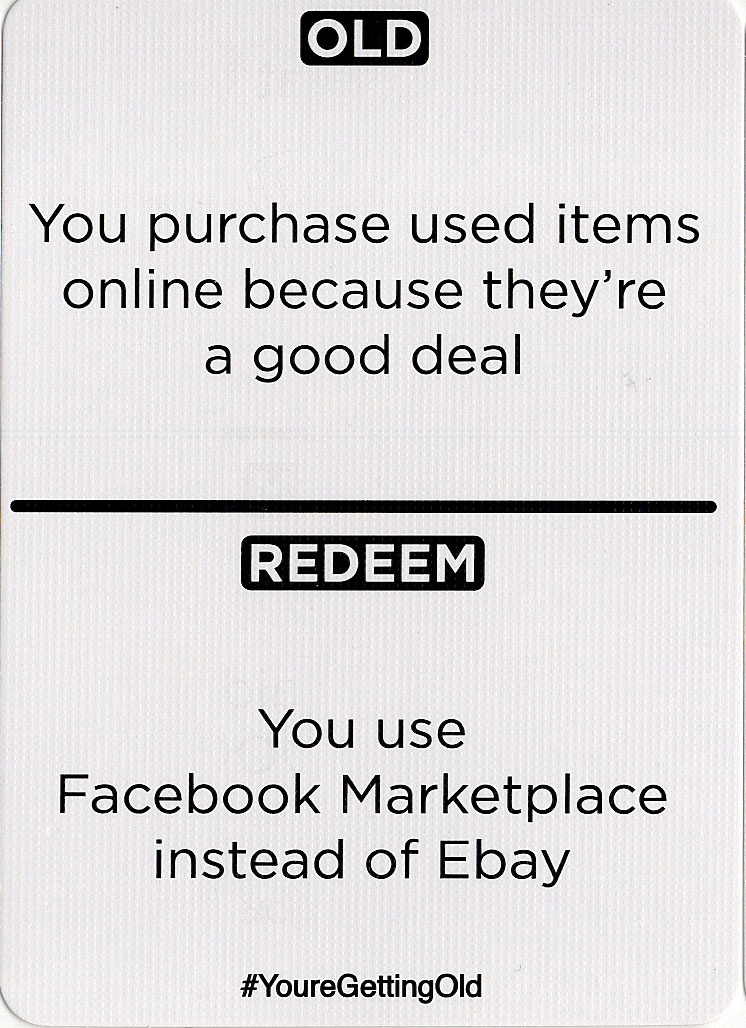 OLD
You purchase used items
online because they’re
a good deal
REDEEM
You use
Facebook Marketplace
instead of Ebay
#YoureGettingOld